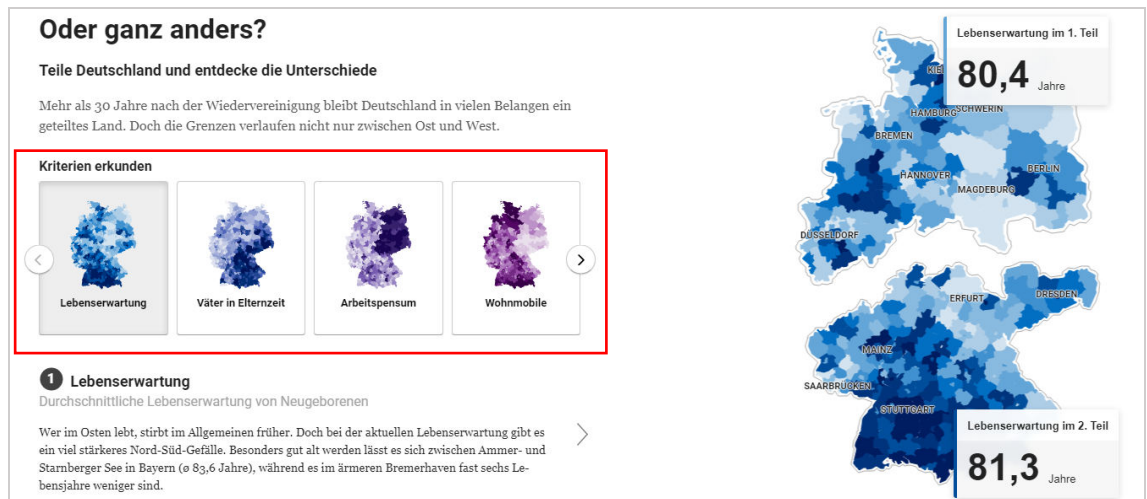 Oder ganz anders?
Teile Deutschland und entdecke die Unterschiede
Mehr als 30 Jahre nach der Wiedervereinigung bleibt Deutschland in vielen Belangen ein
geteiltes Land. Doch die Grenzen verlaufen nicht nur zwischen Ost und West.
Kriterien erkunden
Lebenserwartung
Väter in Elternzeit
Arbeitspensum
Wohnmobile
1 Lebenserwartung
Durchschnittliche Lebenserwartung von Neugeborenen
Wer im Osten lebt, stirbt im Allgemeinen früher. Doch bei der aktuellen Lebenserwartung gibt es
ein viel stärkeres Nord-Süd-Gefälle. Besonders gut alt werden lässt es sich zwischen Ammer- und
Starnberger See in Bayern (ø 83,6 Jahre), während es im ärmeren Bremerhaven fast sechs Le-
bensjahre weniger sind.
Lebenserwartung im 1. Teil
80,4 Jahre
KIE
HAMBURG
SCHWERIN
BREMEN
HANNOVER
BERLIN
MAGDEBURG
DÜSSELDORF
ERFURT
DRESDEN
MAINZ
SAARBRÜCKEN
STUTTGART
Lebenserwartung im 2. Teil
81,3 Jahre